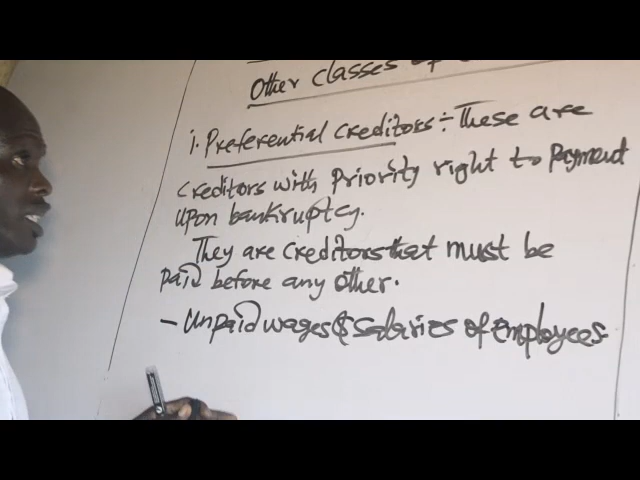 Other classes of
i. Preferential creditors:- These are
creditors with priority right to payment
upon bankruptcy.
They are creditors that must be
paid before any other.
- Unpaid wages & salaries of employees